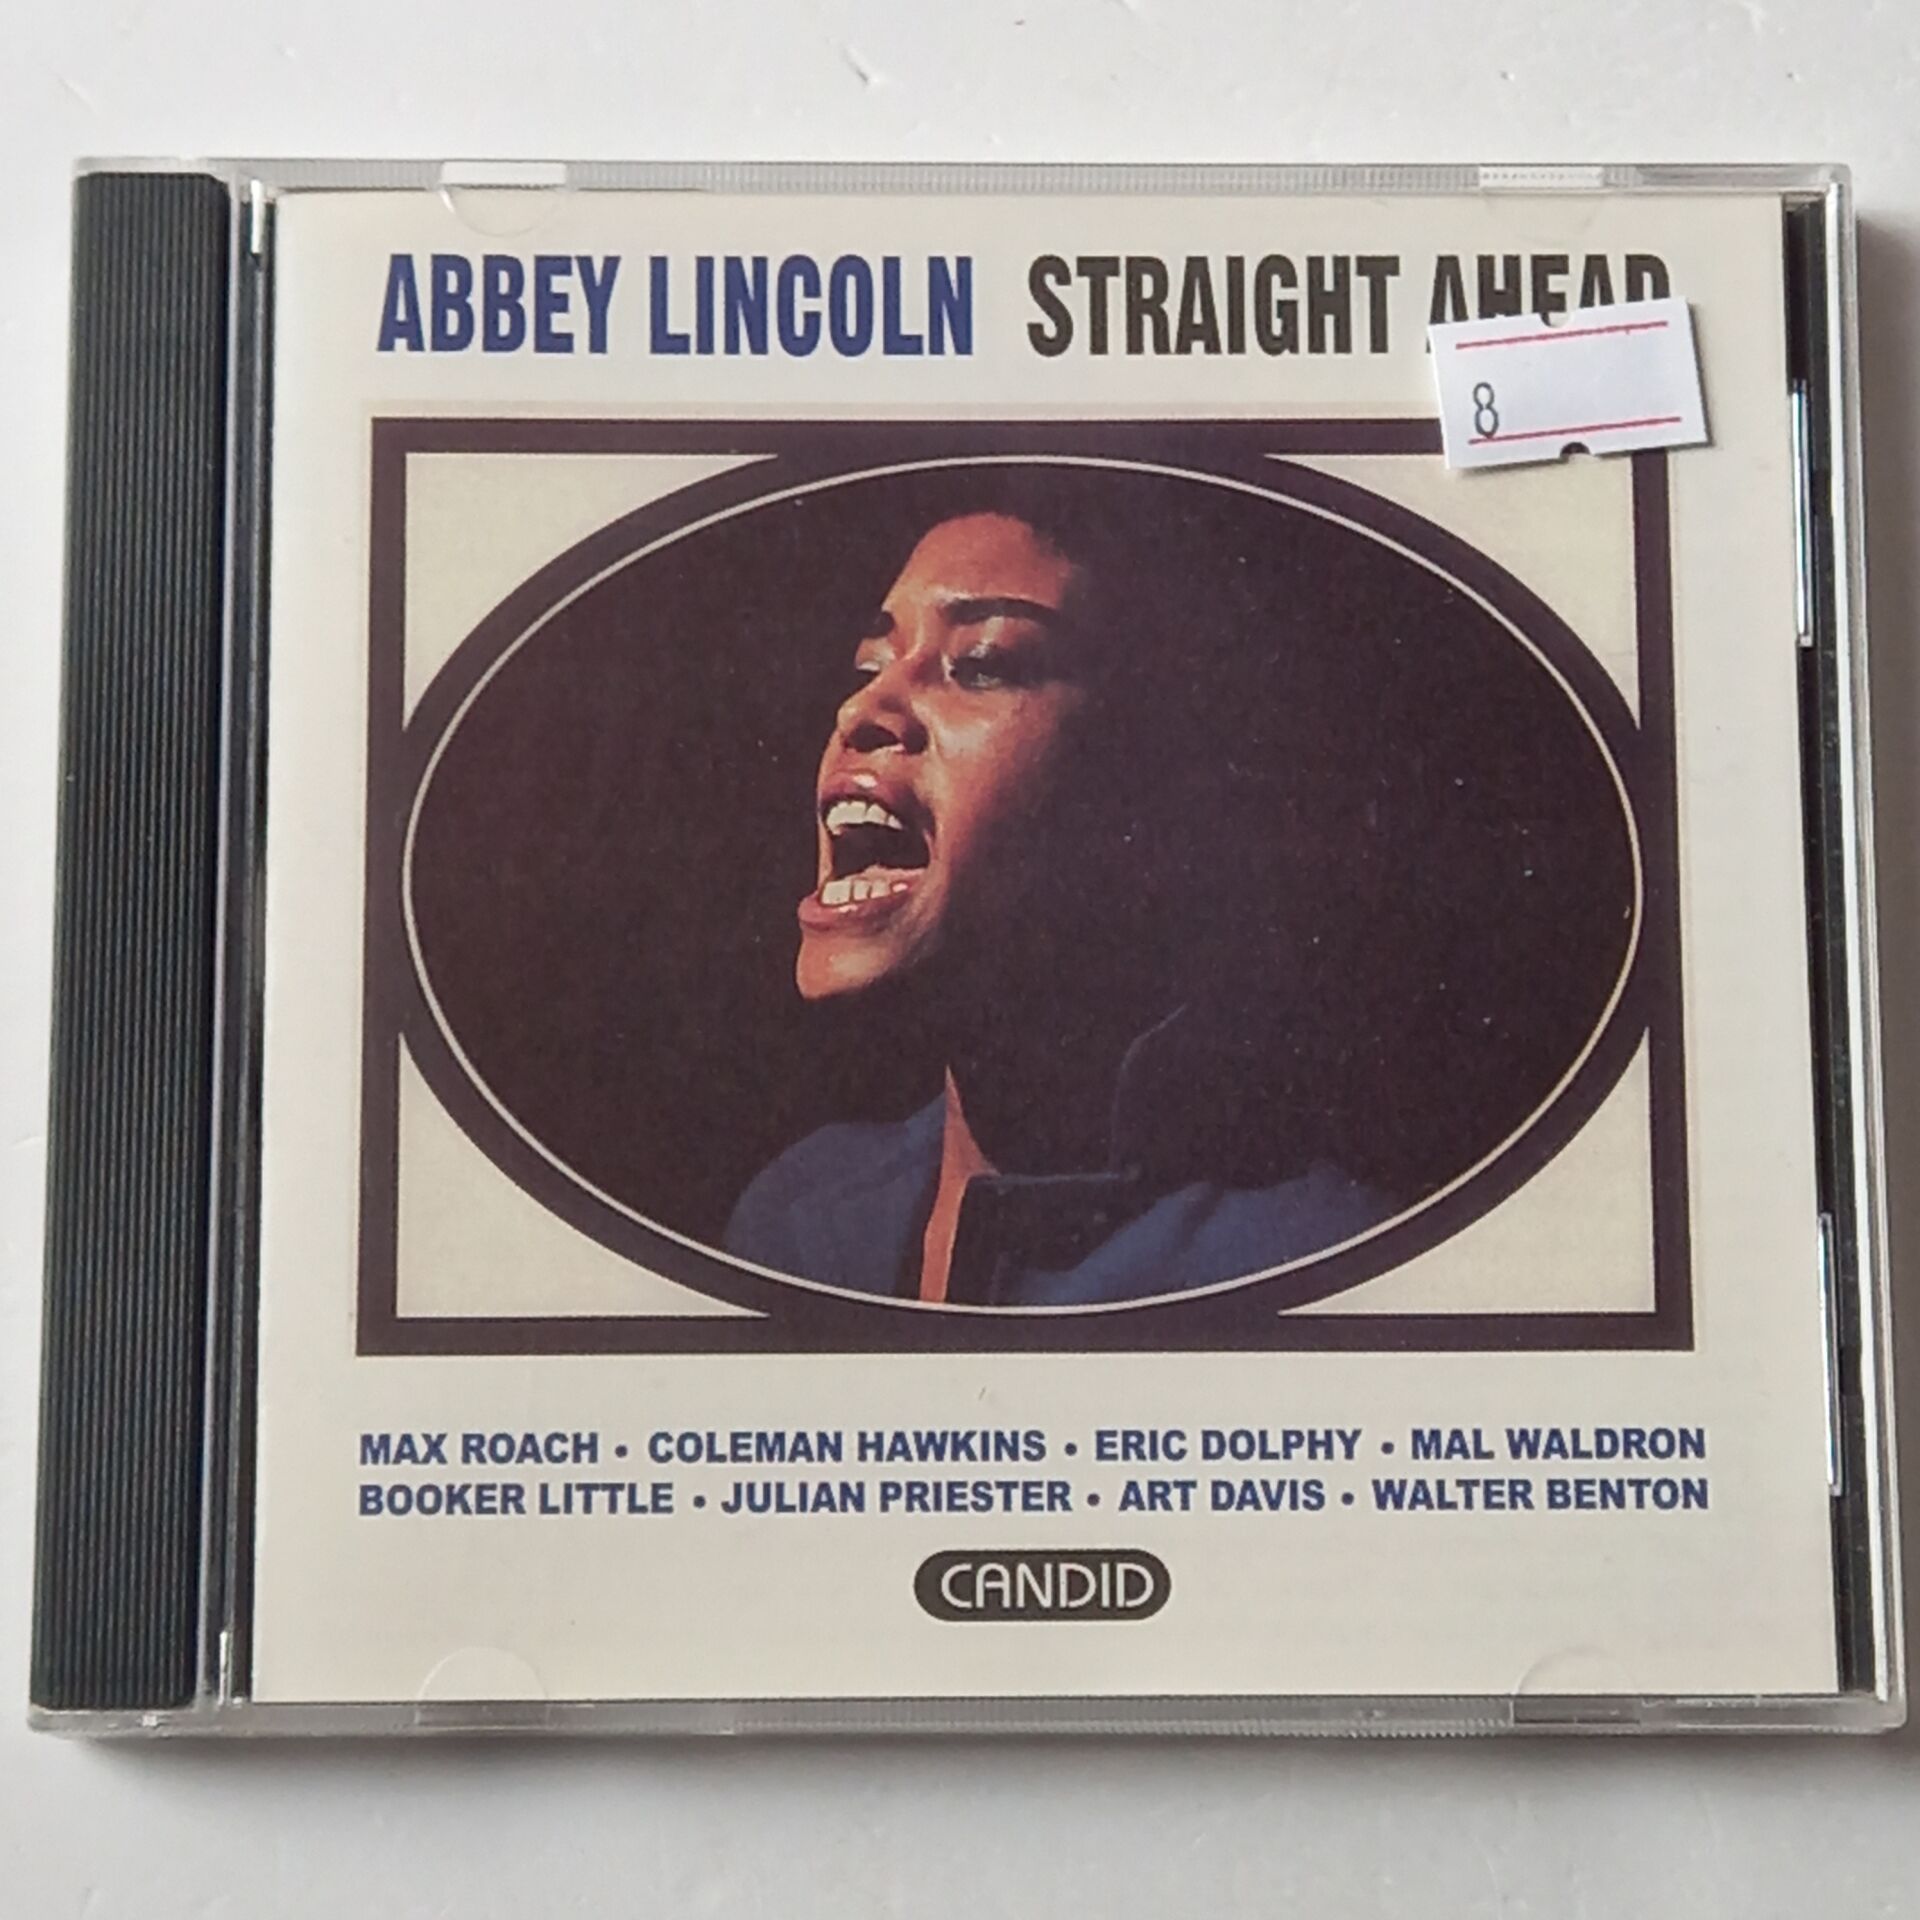 ABBEY LINCOLN STRAIGHT AHEAD
8
MAX ROACH • COLEMAN HAWKINS • ERIC DOLPHY • MAL WALDRON
BOOKER LITTLE • JULIAN PRIESTER • ART DAVIS • WALTER BENTON
CANDID